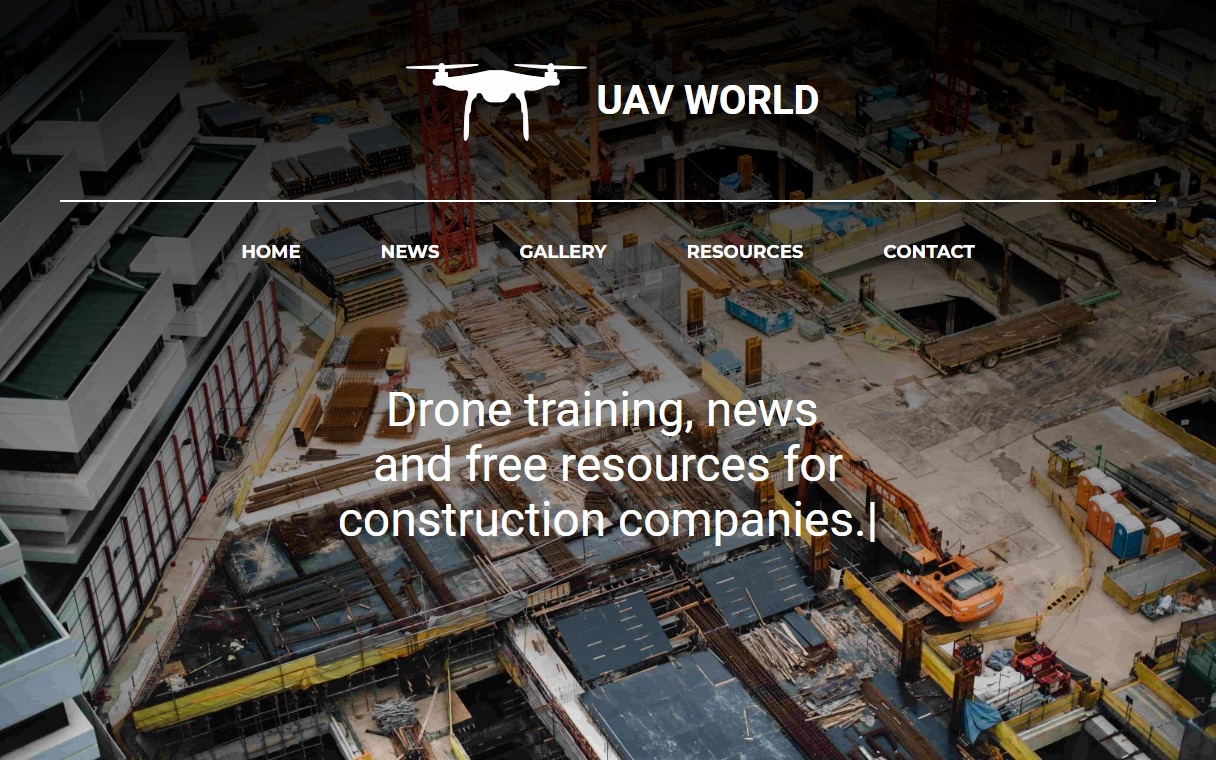 UAV WORLD
HOME NEWS GALLERY RESOURCES CONTACT
Drone training, news
and free resources for
construction companies.|